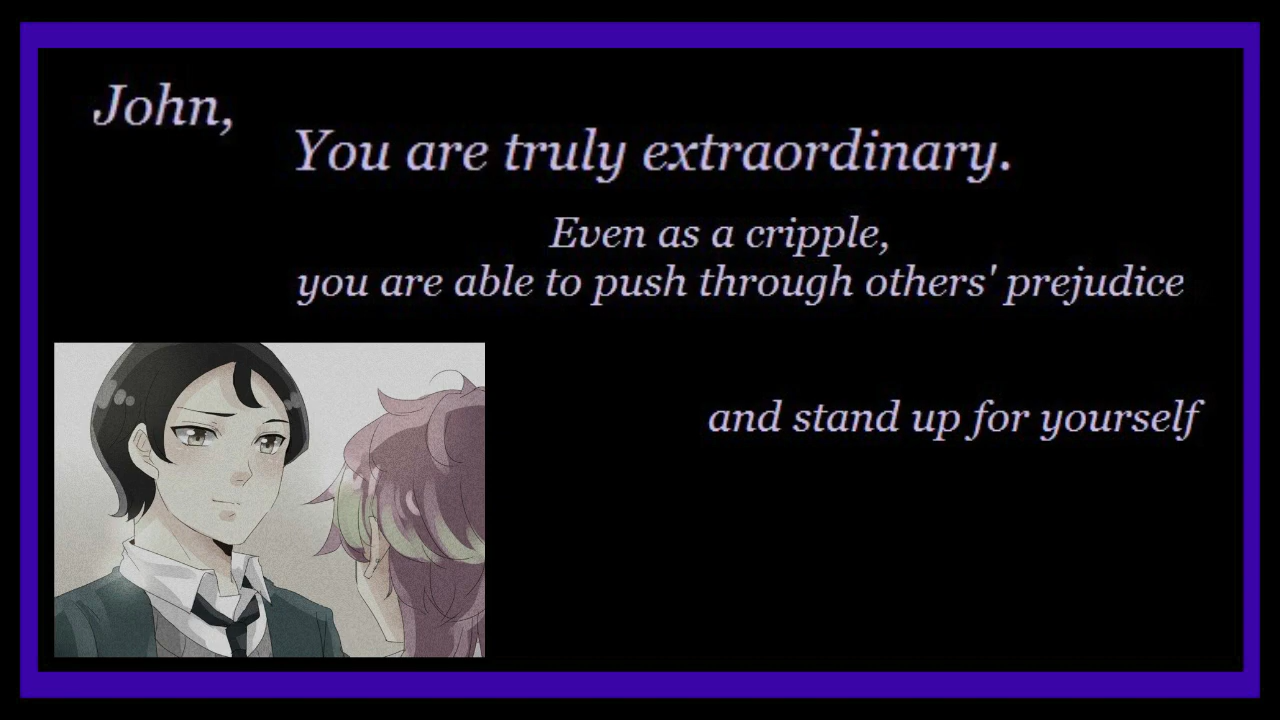 John,
You are truly extraordinary.
Even as a cripple,
you are able to push through others' prejudice
and stand up for yourself